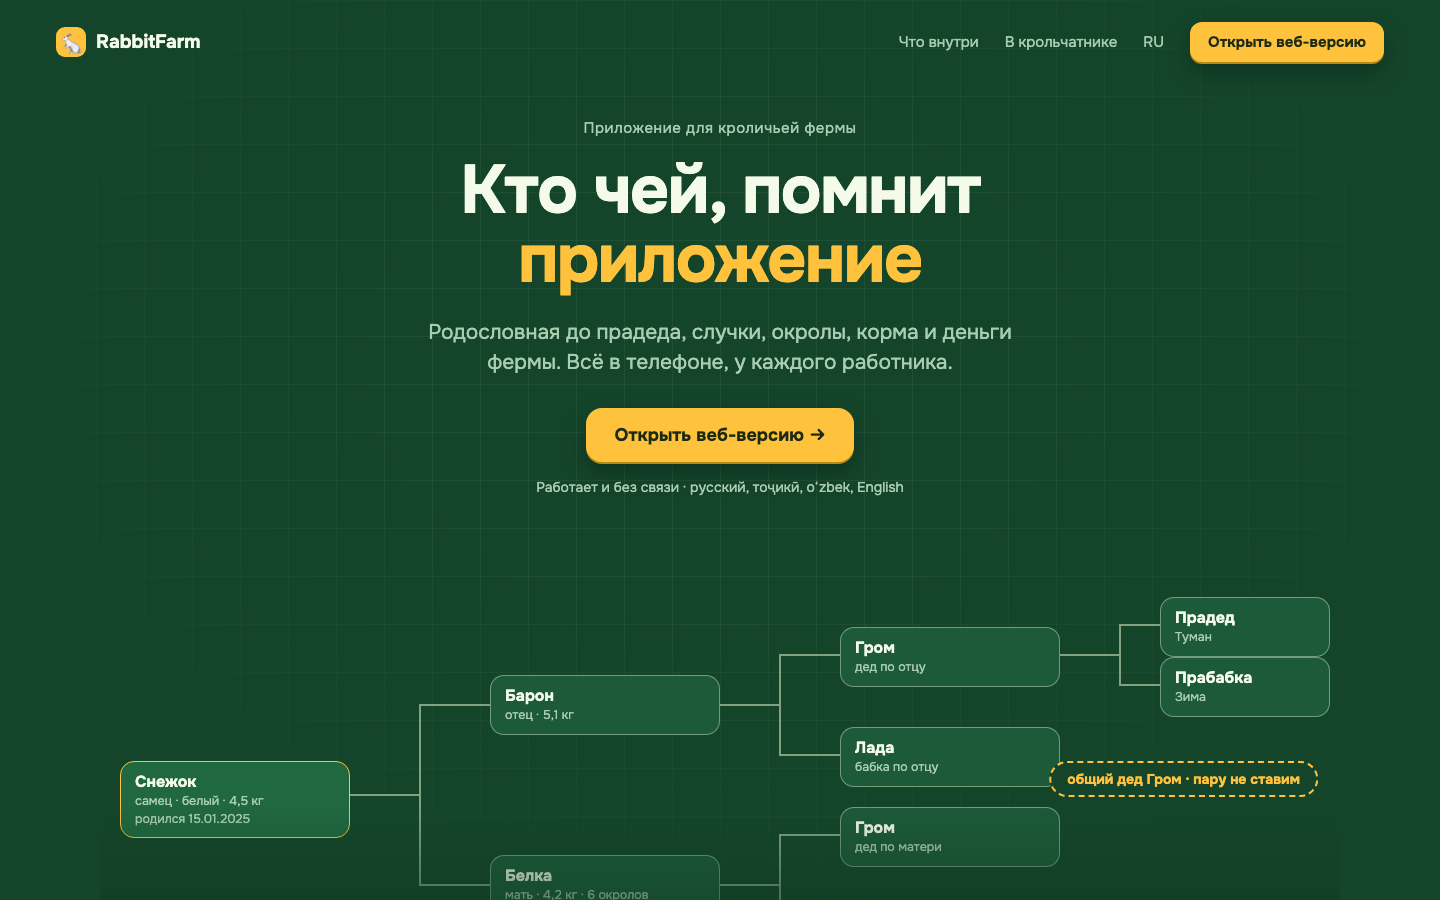 RabbitFarm
Что внутри
В крольчатнике
RU
Открыть веб-версию
Приложение для кроличьей фермы
Кто чей, помнит
приложение
Родословная до прадеда, случки, окролы, корма и деньги
фермы. Всё в телефоне, у каждого работника.
Открыть веб-версию →
Работает и без связи · русский, тоҷикӣ, oʻzbek, English
Прадед
Туман
Гром
дед по отцу
Прабабка
Зима
Барон
отец · 5,1 кг
Лада
бабка по отцу
общий дед Гром · пару не ставим
Снежок
самец · белый · 4,5 кг
родился 15.01.2025
Гром
дед по матери
Белка
мать · 4,2 кг · 6 окролов